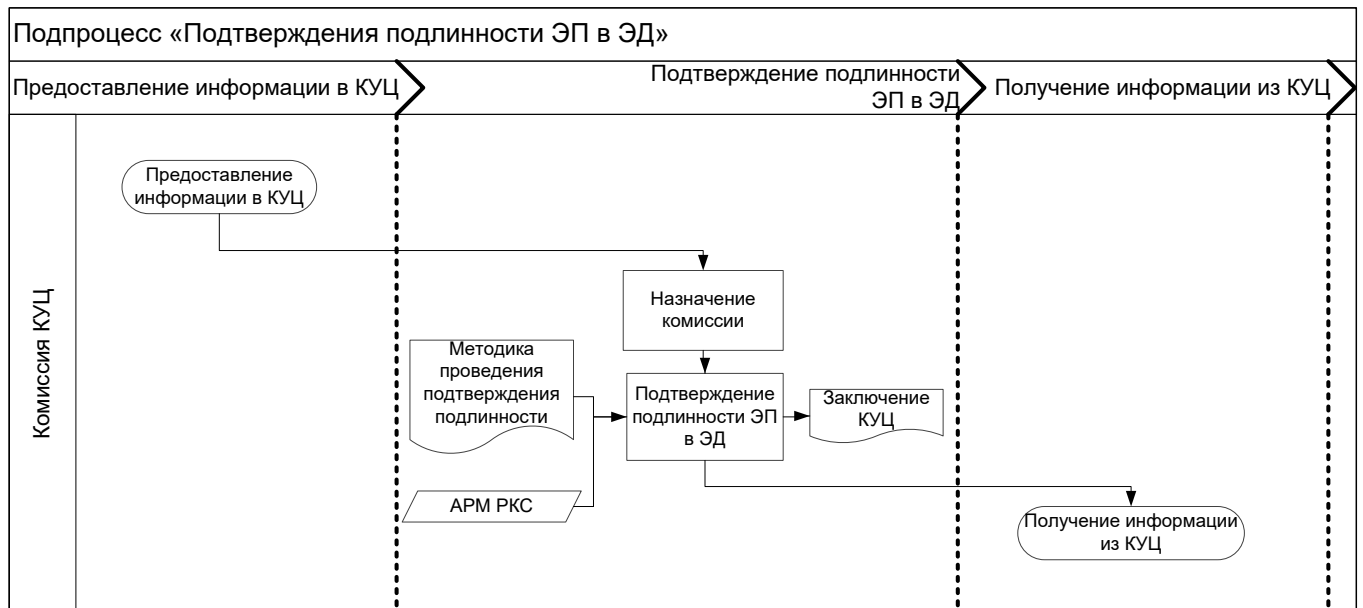 Подпроцесс «Подтверждения подлинности ЭП в ЭД»
Предоставление информации в КУЦ
Подтверждение подлинности
ЭП в ЭД
Получение информации из КУЦ
Комиссия КУЦ
Предоставление
информации в КУЦ
Назначение
комиссии
Методика
проведения
подтверждения
подлинности
Подтверждение
подлинности ЭП
в ЭД
Заключение
КУЦ
АРМ РКС
Получение информации
из КУЦ